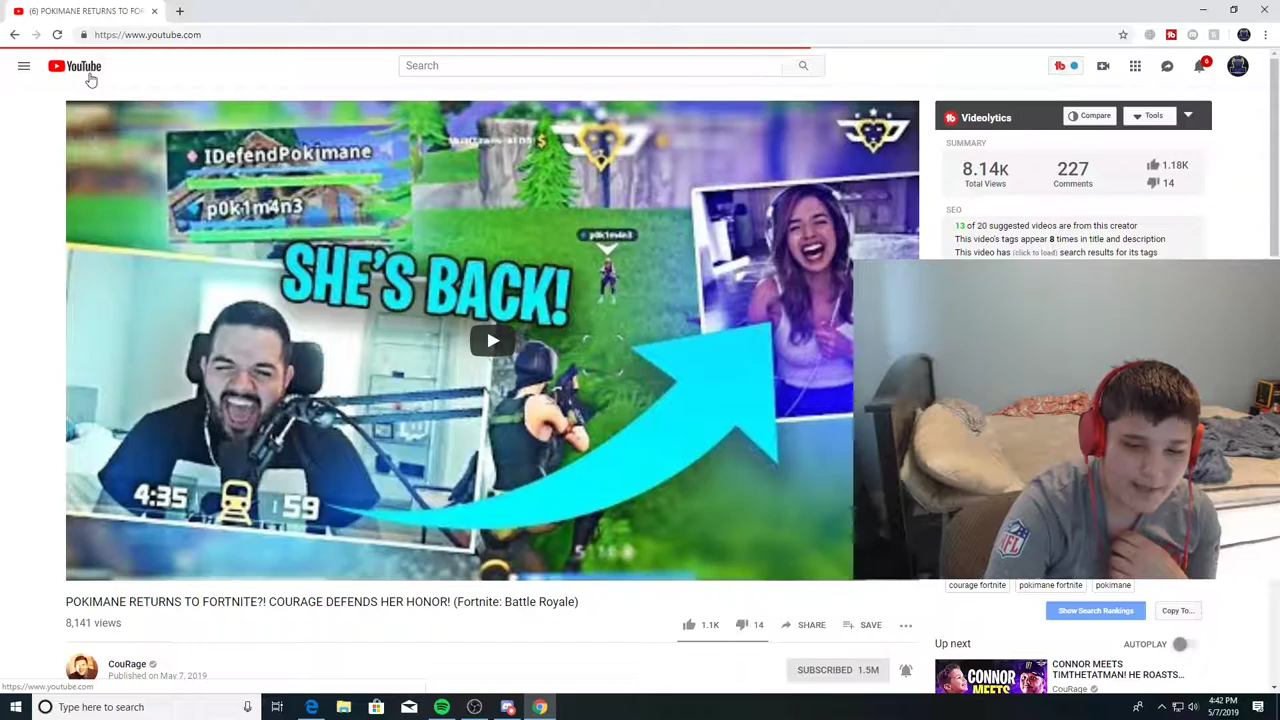 (6) POKIMANE RETURNS TO FOR
https://www.youtube.com
YouTube
Search
6
IDefendPokimane
p0k1m4n3
SHE'S BACK!
p0k1m4n3
4:35
59
Videolytics
Compare
Tools
SUMMARY
8.14K
Total Views
227
Comments
1.18K
14
SEO
13 of 20 suggested videos are from this creator
This video's tags appear 8 times in title and description
This video has (click to load) search results for its tags
NFL
courage fortnite
pokimane fortnite
pokimane
Show Search Rankings
Copy To...
POKIMANE RETURNS TO FORTNITE?! COURAGE DEFENDS HER HONOR! (Fortnite: Battle Royale)
8,141 views
1.1K
14
SHARE
SAVE
Up next
AUTOPLAY
CouRage
Published on May 7, 2019
SUBSCRIBED 1.5M
CONNOR
MEETS
CONNOR MEETS
TIMTHETATMAN! HE ROASTS...
CouRage
https://www.youtube.com
Type here to search
4:42 PM
5/7/2019